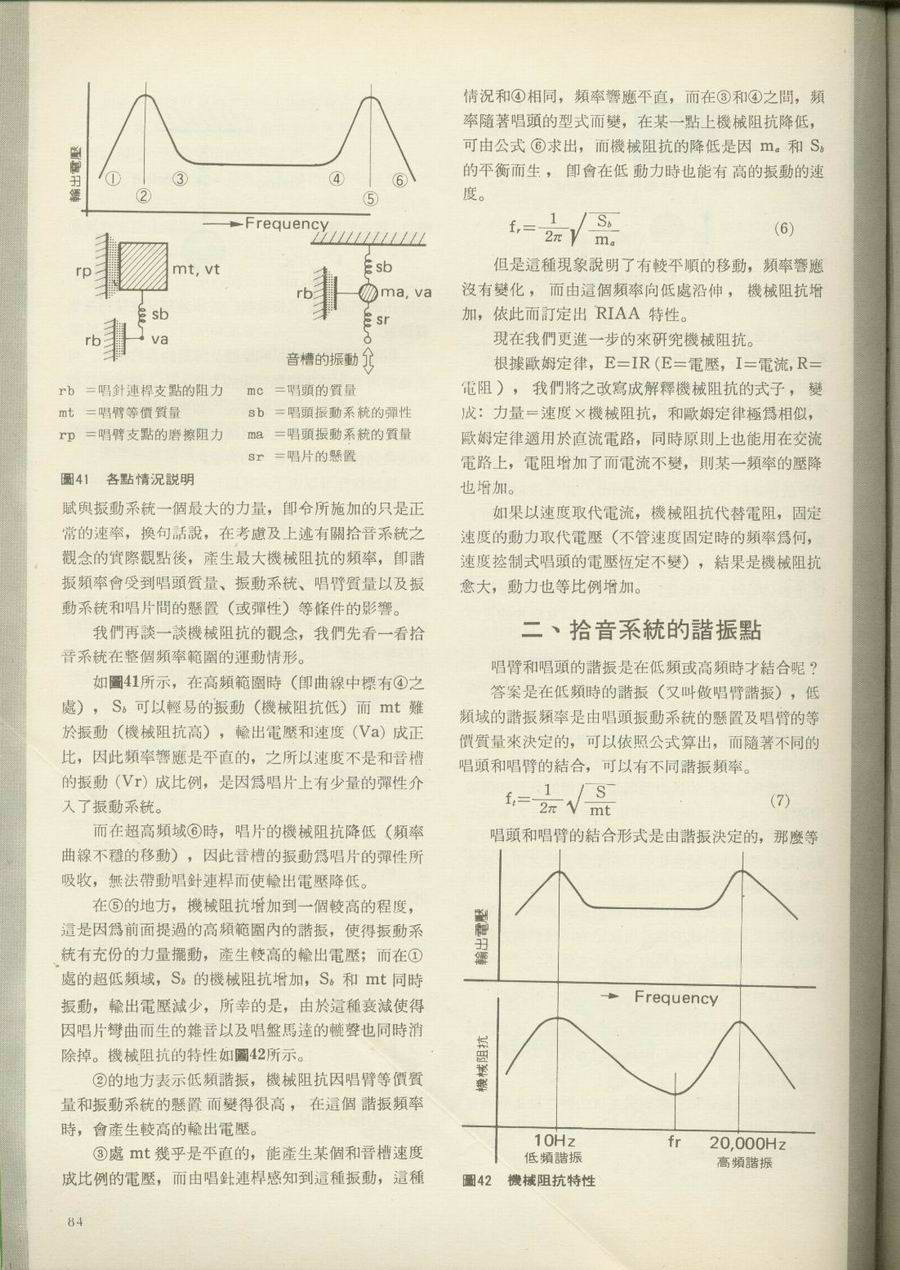 輸出電壓
① ② ③ ④ ⑤ ⑥
Frequency
rp mt, vt
sb
rb va
sb
rb ma, va
sr
音槽的振動
rb =唱針連桿支點的阻力 mc =唱頭的質量
mt =唱臂等價質量 sb =唱頭振動系統的彈性
rp =唱臂支點的磨擦阻力 ma =唱頭振動系統的質量
sr =唱片的懸置
圖41 各點情況説明
賦與振動系統一個最大的力量，卽令所施加的只是正
常的速率，換句話說，在考慮及上述有關拾音系統之
觀念的實際觀點後，產生最大機械阻抗的頻率，卽諧
振頻率會受到唱頭質量、振動系統、唱臂質量以及振
動系統和唱片間的懸置（或彈性）等條件的影響。
我們再談一談機械阻抗的觀念，我們先看一看拾
音系統在整個頻率範圍的運動情形。
如圖41所示，在高頻範圍時（卽曲線中標有④之
處），Sb 可以輕易的振動（機械阻抗低）而 mt 難
於振動（機械阻抗高），輸出電壓和速度 (Va) 成正
比，因此頻率響應是平直的，之所以速度不是和音槽
的振動 (Vr) 成比例，是因爲唱片上有少量的彈性介
入了振動系統。
而在超高頻域⑥時，唱片的機械阻抗降低（頻率
曲線不穩的移動），因此音槽的振動爲唱片的彈性所
吸收，無法帶動唱針連桿而使輸出電壓降低。
在⑤的地方，機械阻抗增加到一個較高的程度，
這是因爲前面提過的高頻範圍內的諧振，使得振動系
統有充份的力量擺動，產生較高的輸出電壓；而在①
處的超低頻域，Sb 的機械阻抗增加，Sb 和 mt 同時
振動，輸出電壓減少，所幸的是，由於這種衰減使得
因唱片彎曲而生的雜音以及唱盤馬達的轆聲也同時消
除掉。機械阻抗的特性如圖42所示。
②的地方表示低頻諧振，機械阻抗因唱臂等價質
量和振動系統的懸置而變得很高，在這個諧振頻率
時，會產生較高的輸出電壓。
③處 mt 幾乎是平直的，能產生某個和音槽速度
成比例的電壓，而由唱針連桿感知到這種振動，這種
84
情況和④相同，頻率響應平直，而在③和④之間，頻
率隨著唱頭的型式而變，在某一點上機械阻抗降低，
可由公式 ⑥求出，而機械阻抗的降低是因 ma 和 Sb
的平衡而生，卽會在低動力時也能有高的振動的速
度。
fr=1/2π √Sb/ma (6)
但是這種現象說明了有較平順的移動，頻率響應
沒有變化，而由這個頻率向低處沿伸，機械阻抗增
加，依此而訂定出 RIAA 特性。
現在我們更進一步的來研究機械阻抗。
根據歐姆定律，E=IR (E=電壓，I=電流，R=
電阻），我們將之改寫成解釋機械阻抗的式子，變
成：力量=速度×機械阻抗，和歐姆定律極爲相似，
歐姆定律適用於直流電路，同時原則上也能用在交流
電路上，電阻增加了而電流不變，則某一頻率的壓降
也增加。
如果以速度取代電流，機械阻抗代替電阻，固定
速度的動力取代電壓（不管速度固定時的頻率爲何，
速度控制式唱頭的電壓恆定不變），結果是機械阻抗
愈大，動力也等比例增加。
二、拾音系統的諧振點
唱臂和唱頭的諧振是在低頻或高頻時才結合呢？
答案是在低頻時的諧振（又叫做唱臂諧振），低
頻域的諧振頻率是由唱頭振動系統的懸置及唱臂的等
價質量來決定的，可以依照公式算出，而隨著不同的
唱頭和唱臂的結合，可以有不同諧振頻率。
ft=1/2π √S/mt (7)
唱頭和唱臂的結合形式是由諧振決定的，那麼等
輸出電壓
Frequency
機械阻抗
10Hz fr 20,000Hz
低頻諧振 高頻諧振
圖42 機械阻抗特性